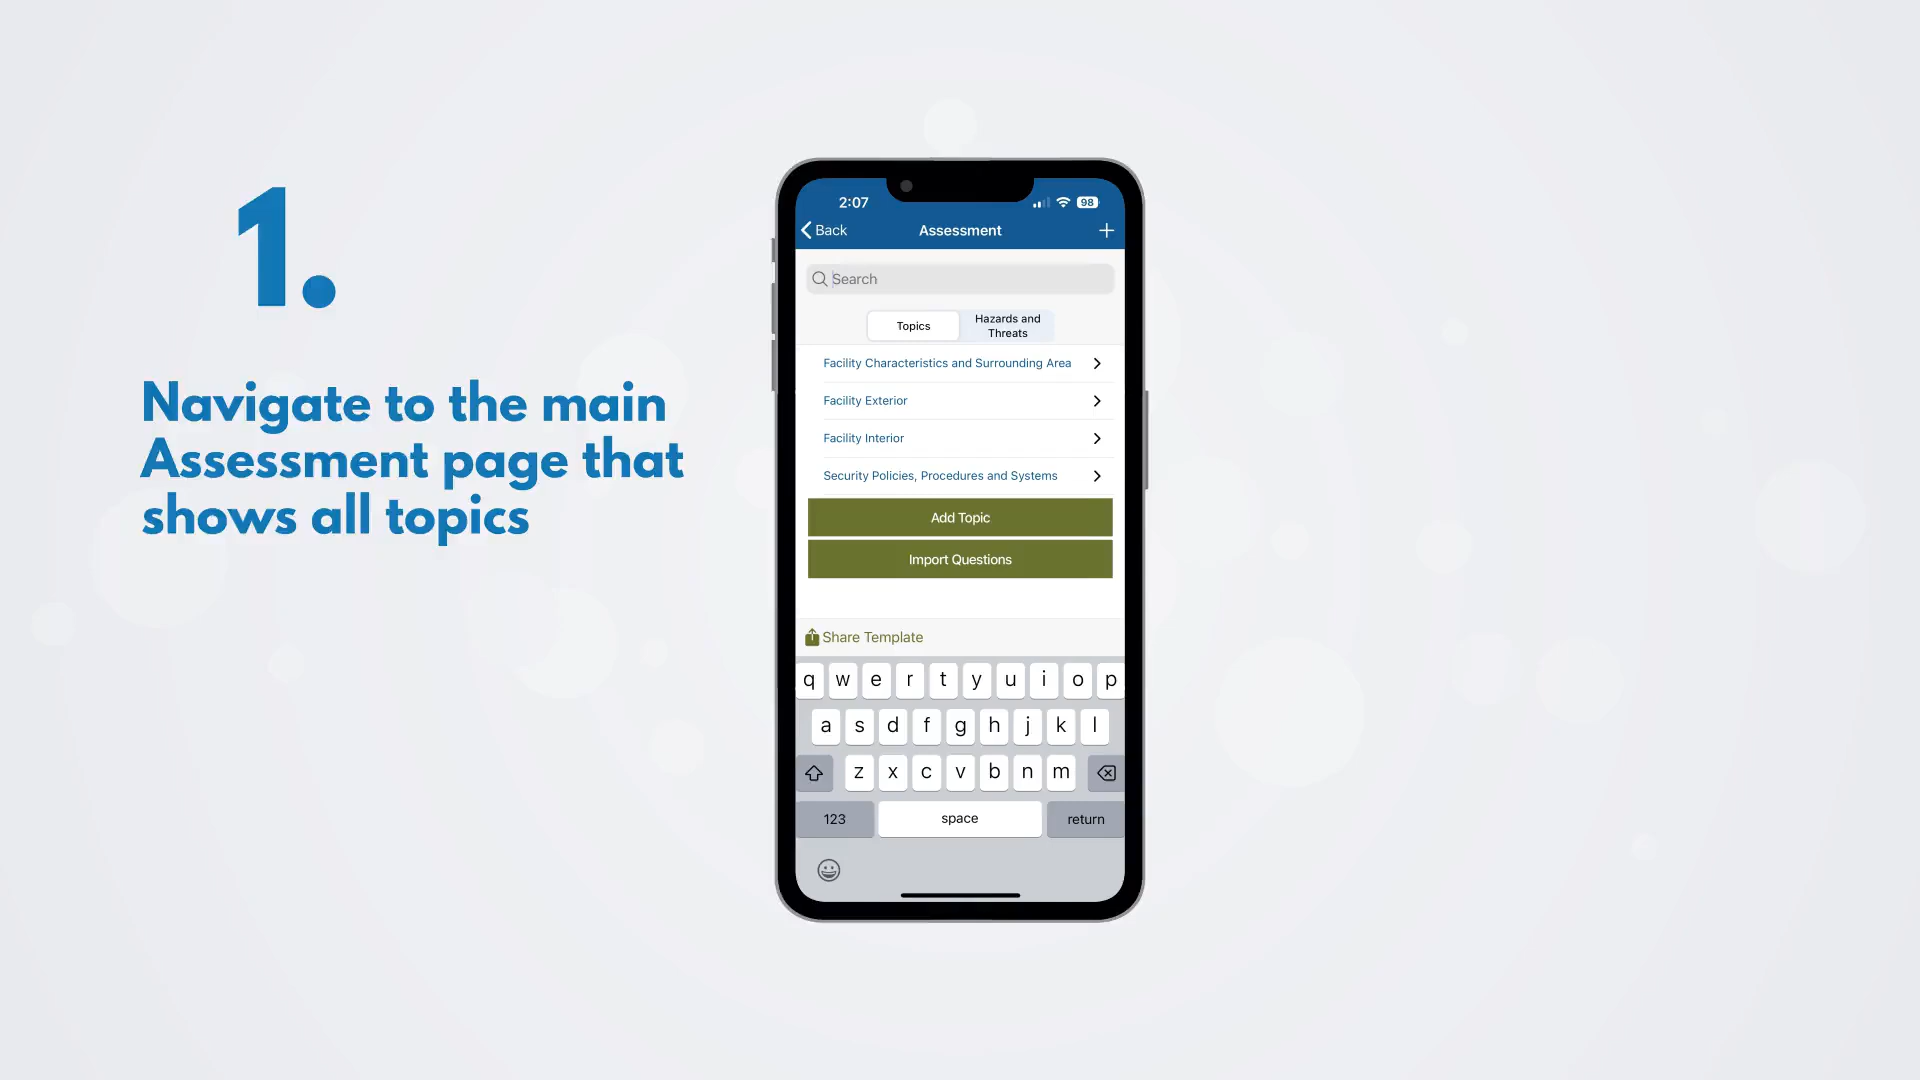 1.
Navigate to the main
Assessment page that
shows all topics
2:07
98
Back
Assessment
Search
Topics
Hazards and
Threats
Facility Characteristics and Surrounding Area
Facility Exterior
Facility Interior
Security Policies, Procedures and Systems
Add Topic
Import Questions
Share Template
q w e r t y u i o p
a s d f g h j k l
z x c v b n m
123 space return